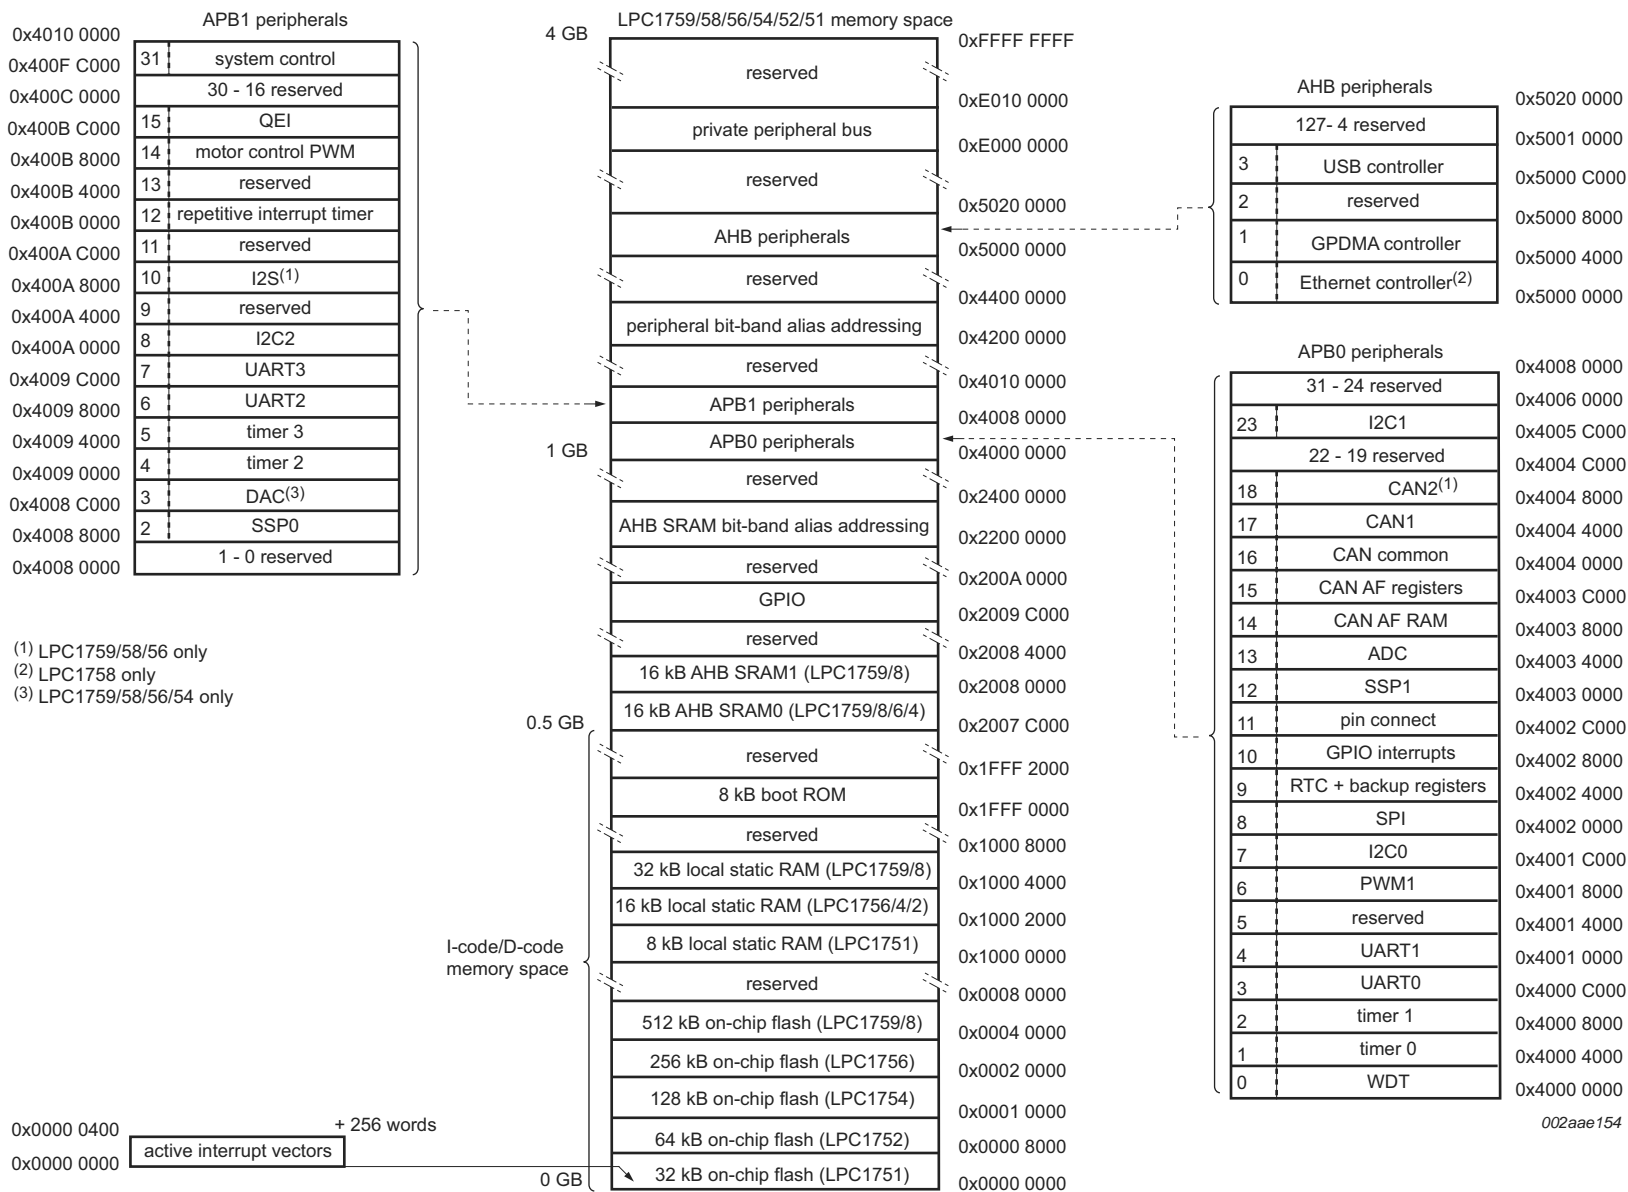 APB1 peripherals
0x4010 0000
31 system control
0x400F C000
30 - 16 reserved
0x400C 0000
15 QEI
0x400B C000
14 motor control PWM
0x400B 8000
13 reserved
0x400B 4000
12 repetitive interrupt timer
0x400B 0000
11 reserved
0x400A C000
10 I2S(1)
0x400A 8000
9 reserved
0x400A 4000
8 I2C2
0x400A 0000
7 UART3
0x4009 C000
6 UART2
0x4009 8000
5 timer 3
0x4009 4000
4 timer 2
0x4009 0000
3 DAC(3)
0x4008 C000
2 SSP0
0x4008 8000
1 - 0 reserved
0x4008 0000
(1) LPC1759/58/56 only
(2) LPC1758 only
(3) LPC1759/58/56/54 only
+ 256 words
0x0000 0400
active interrupt vectors
0x0000 0000
LPC1759/58/56/54/52/51 memory space
4 GB
0xFFFF FFFF
reserved
0xE010 0000
private peripheral bus
0xE000 0000
reserved
0x5020 0000
AHB peripherals
0x5000 0000
reserved
0x4400 0000
peripheral bit-band alias addressing
0x4200 0000
reserved
0x4010 0000
APB1 peripherals
0x4008 0000
APB0 peripherals
1 GB
0x4000 0000
reserved
0x2400 0000
AHB SRAM bit-band alias addressing
0x2200 0000
reserved
0x200A 0000
GPIO
0x2009 C000
reserved
0x2008 4000
16 kB AHB SRAM1 (LPC1759/8)
0x2008 0000
16 kB AHB SRAM0 (LPC1759/8/6/4)
0.5 GB
0x2007 C000
reserved
0x1FFF 2000
8 kB boot ROM
0x1FFF 0000
reserved
0x1000 8000
32 kB local static RAM (LPC1759/8)
0x1000 4000
16 kB local static RAM (LPC1756/4/2)
0x1000 2000
8 kB local static RAM (LPC1751)
0x1000 0000
I-code/D-code
memory space
reserved
0x0008 0000
512 kB on-chip flash (LPC1759/8)
0x0004 0000
256 kB on-chip flash (LPC1756)
0x0002 0000
128 kB on-chip flash (LPC1754)
0x0001 0000
64 kB on-chip flash (LPC1752)
0x0000 8000
32 kB on-chip flash (LPC1751)
0 GB
0x0000 0000
AHB peripherals
0x5020 0000
127- 4 reserved
0x5001 0000
3 USB controller
0x5000 C000
2 reserved
0x5000 8000
1 GPDMA controller
0x5000 4000
0 Ethernet controller(2)
0x5000 0000
APB0 peripherals
0x4008 0000
31 - 24 reserved
0x4006 0000
23 I2C1
0x4005 C000
22 - 19 reserved
0x4004 C000
18 CAN2(1)
0x4004 8000
17 CAN1
0x4004 4000
16 CAN common
0x4004 0000
15 CAN AF registers
0x4003 C000
14 CAN AF RAM
0x4003 8000
13 ADC
0x4003 4000
12 SSP1
0x4003 0000
11 pin connect
0x4002 C000
10 GPIO interrupts
0x4002 8000
9 RTC + backup registers
0x4002 4000
8 SPI
0x4002 0000
7 I2C0
0x4001 C000
6 PWM1
0x4001 8000
5 reserved
0x4001 4000
4 UART1
0x4001 0000
3 UART0
0x4000 C000
2 timer 1
0x4000 8000
1 timer 0
0x4000 4000
0 WDT
0x4000 0000
002aae154